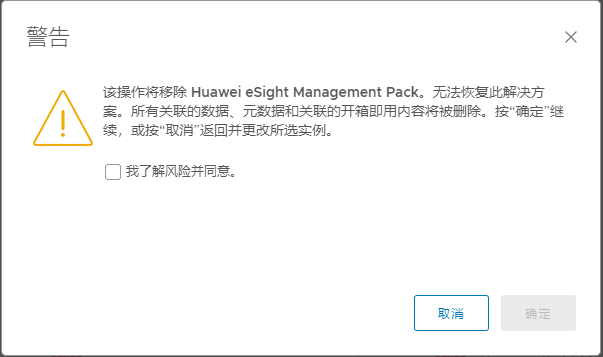 警告
该操作将移除 Huawei eSight Management Pack。无法恢复此解决方
案。所有关联的数据、元数据和关联的开箱即用内容将被删除。按“确定”继
续，或按“取消”返回并更改所选实例。
我了解风险并同意。
取消
确定